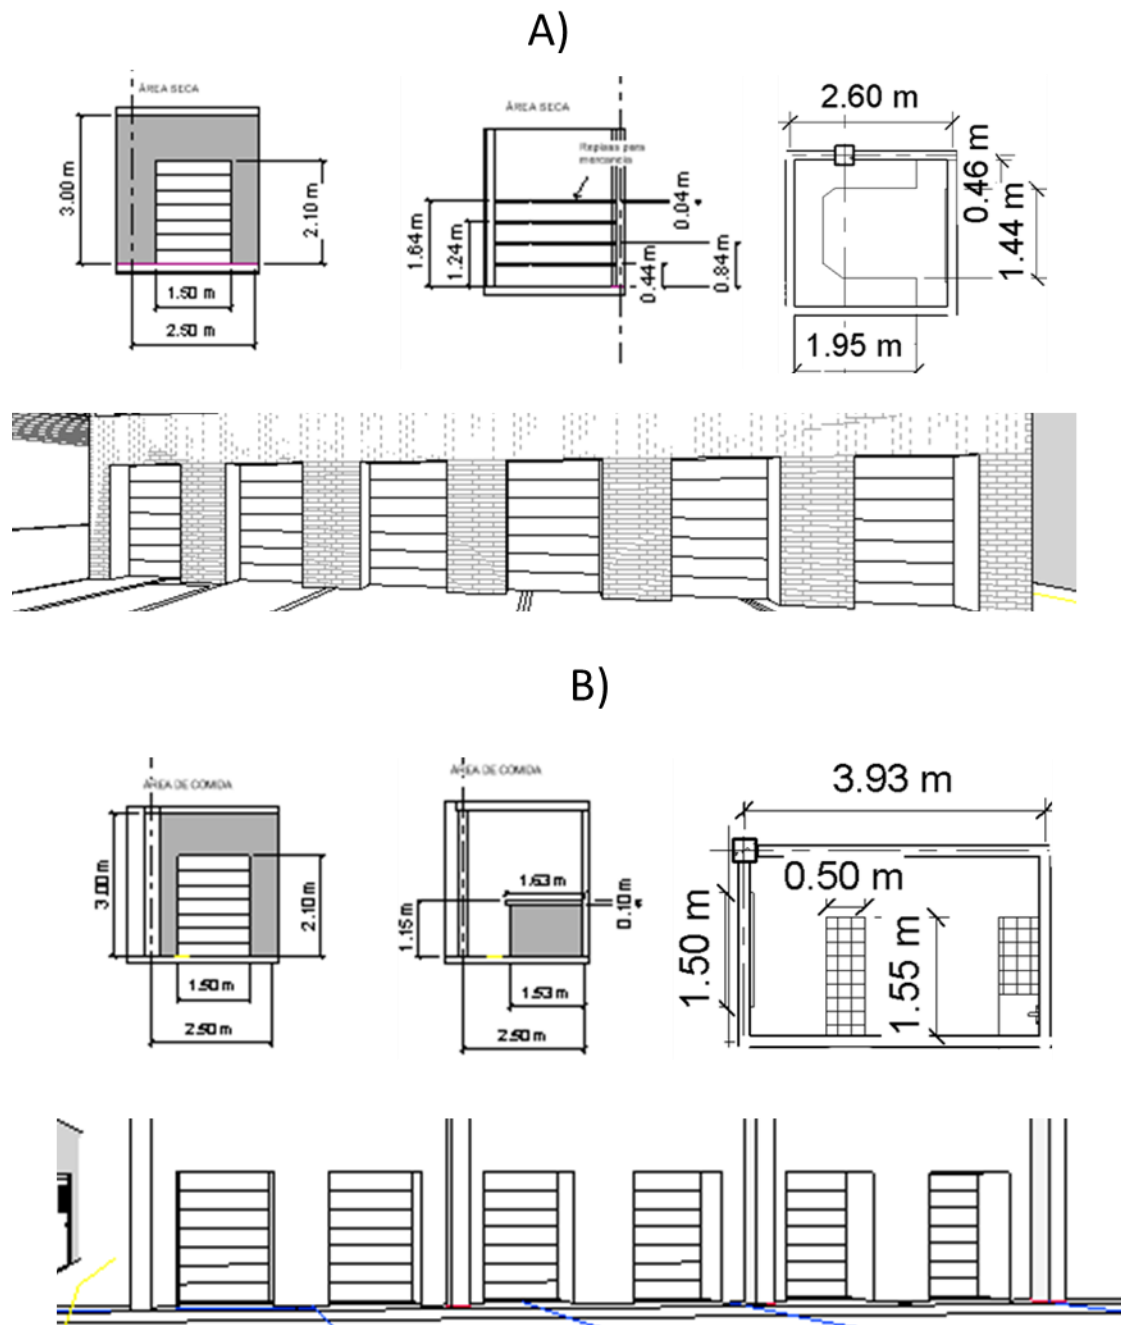 A)
ÁREA SECA
3.00 m
2.10 m
1.50 m
2.50 m
ÁREA SECA
Repisas para
mercancía
1.64 m
1.24 m
0.04 m
0.44 m
0.84 m
2.60 m
0.46 m
1.44 m
1.95 m
B)
ÁREA DE COMIDA
3.00 m
2.10 m
1.50 m
2.50 m
ÁREA DE COMIDA
1.63 m
0.10 m
1.15 m
1.53 m
2.50 m
3.93 m
0.50 m
1.50 m
1.55 m